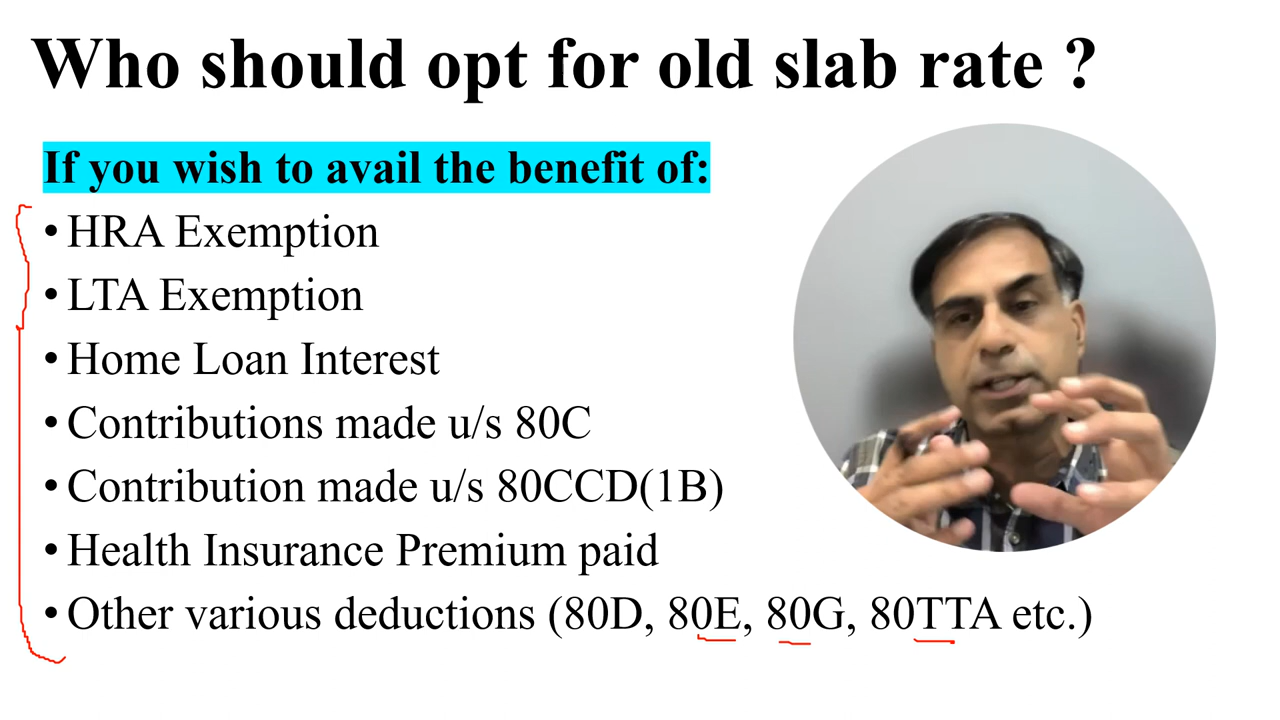 Who should opt for old slab rate ?
If you wish to avail the benefit of:
• HRA Exemption
• LTA Exemption
• Home Loan Interest
• Contributions made u/s 80C
• Contribution made u/s 80CCD(1B)
• Health Insurance Premium paid
• Other various deductions (80D, 80E, 80G, 80TTA etc.)